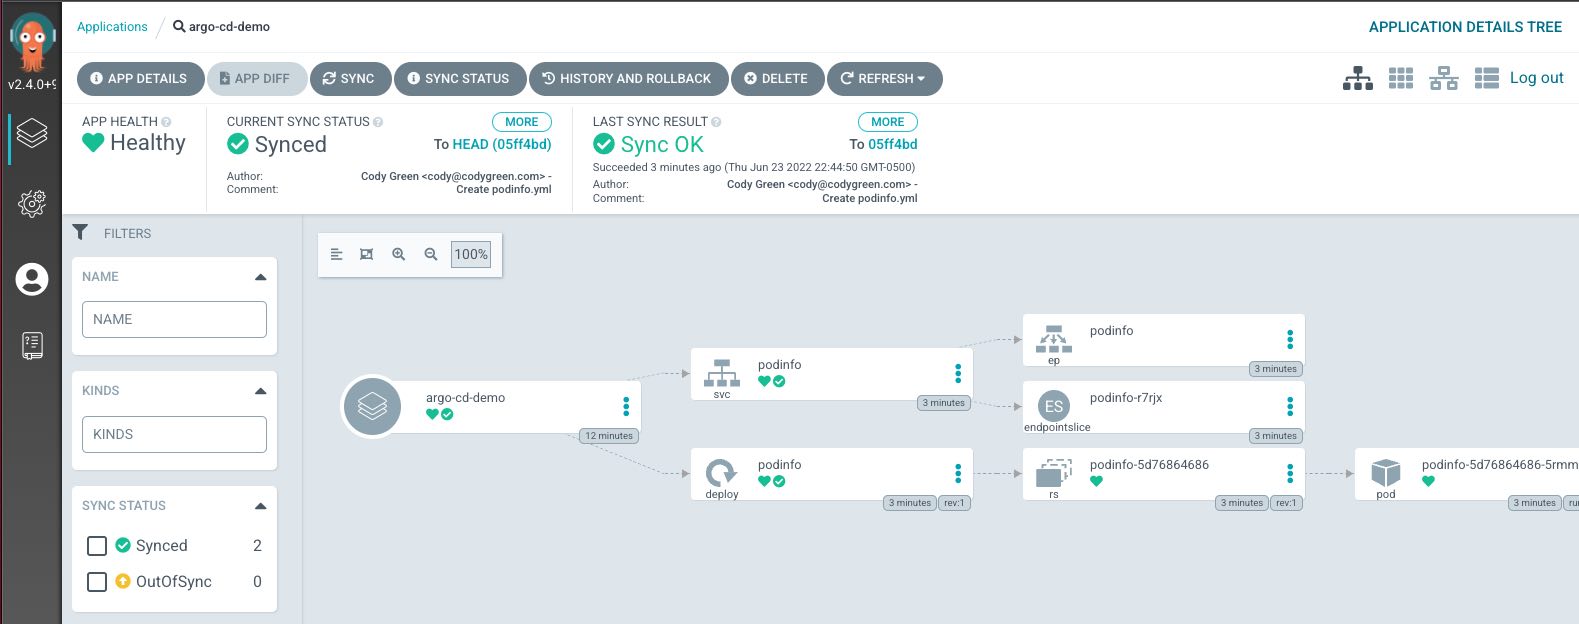 Applications / argo-cd-demo
APPLICATION DETAILS TREE
v2.4.0+9
APP DETAILS
APP DIFF
SYNC
SYNC STATUS
HISTORY AND ROLLBACK
DELETE
REFRESH
Log out
APP HEALTH
Healthy
CURRENT SYNC STATUS
MORE
Synced
To HEAD (05ff4bd)
Author: Cody Green <cody@codygreen.com> -
Comment: Create podinfo.yml
LAST SYNC RESULT
MORE
Sync OK
To 05ff4bd
Succeeded 3 minutes ago (Thu Jun 23 2022 22:44:50 GMT-0500)
Author: Cody Green <cody@codygreen.com> -
Comment: Create podinfo.yml
FILTERS
NAME
NAME
KINDS
KINDS
SYNC STATUS
Synced 2
OutOfSync 0
100%
argo-cd-demo
12 minutes
podinfo
svc
3 minutes
podinfo
deploy
3 minutes rev:1
podinfo
ep
3 minutes
ES
podinfo-r7rjx
endpointslice
3 minutes
podinfo-5d76864686
rs
3 minutes rev:1
podinfo-5d76864686-5rmm
pod
3 minutes